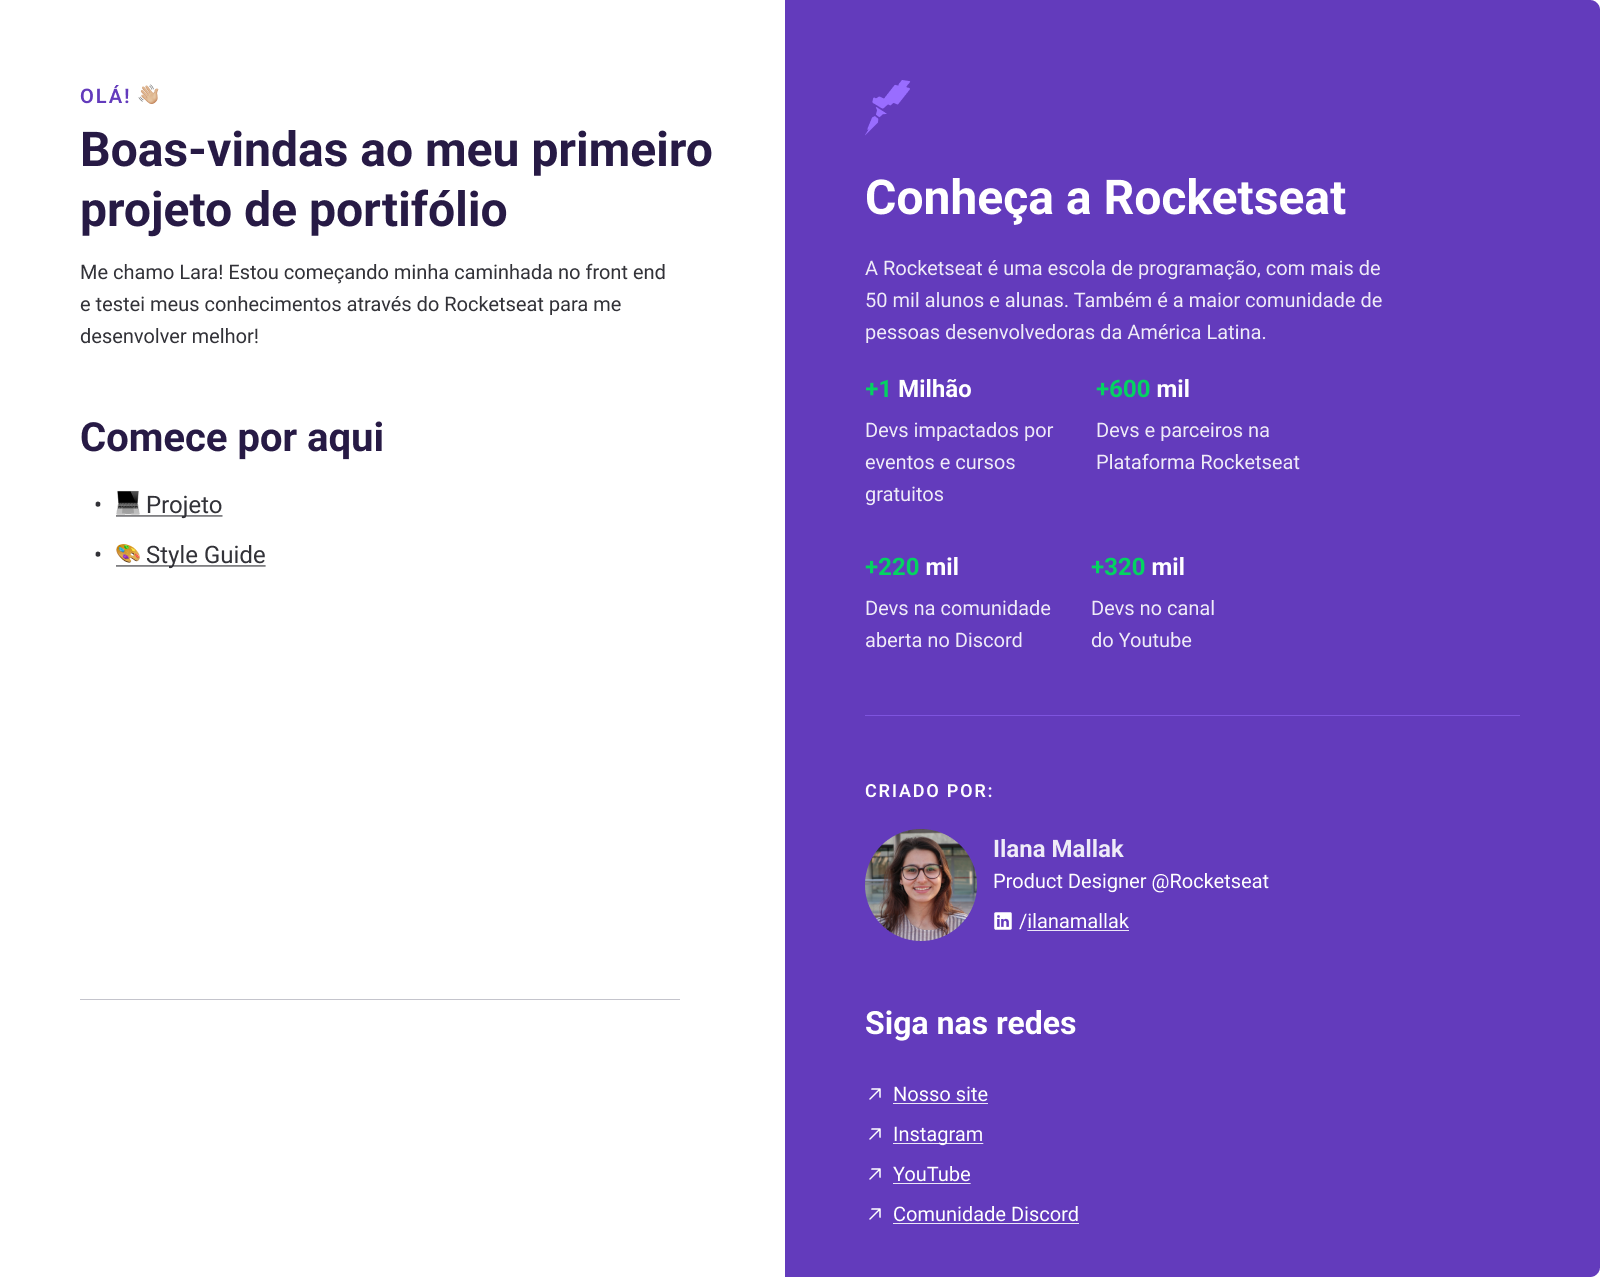 OLÁ! 👋🏼
Boas-vindas ao meu primeiro
projeto de portifólio
Me chamo Lara! Estou começando minha caminhada no front end
e testei meus conhecimentos através do Rocketseat para me
desenvolver melhor!
Comece por aqui
• 💻 Projeto
• 🎨 Style Guide
Conheça a Rocketseat
A Rocketseat é uma escola de programação, com mais de
50 mil alunos e alunas. Também é a maior comunidade de
pessoas desenvolvedoras da América Latina.
+1 Milhão
Devs impactados por
eventos e cursos
gratuitos
+600 mil
Devs e parceiros na
Plataforma Rocketseat
+220 mil
Devs na comunidade
aberta no Discord
+320 mil
Devs no canal
do Youtube
CRIADO POR:
Ilana Mallak
Product Designer @Rocketseat
in /ilanamallak
Siga nas redes
Nosso site
Instagram
YouTube
Comunidade Discord